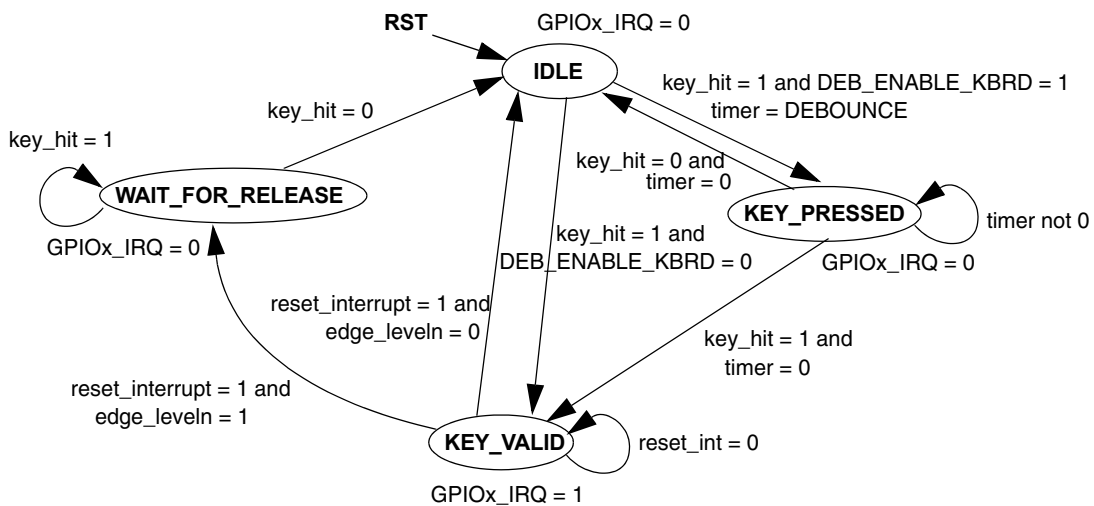 RST
GPIOx_IRQ = 0
IDLE
key_hit = 1 and DEB_ENABLE_KBRD = 1
timer = DEBOUNCE
key_hit = 0
key_hit = 1
key_hit = 0 and
timer = 0
WAIT_FOR_RELEASE
KEY_PRESSED
timer not 0
GPIOx_IRQ = 0
key_hit = 1 and
DEB_ENABLE_KBRD = 0
GPIOx_IRQ = 0
reset_interrupt = 1 and
edge_leveln = 0
key_hit = 1 and
timer = 0
reset_interrupt = 1 and
edge_leveln = 1
KEY_VALID
reset_int = 0
GPIOx_IRQ = 1